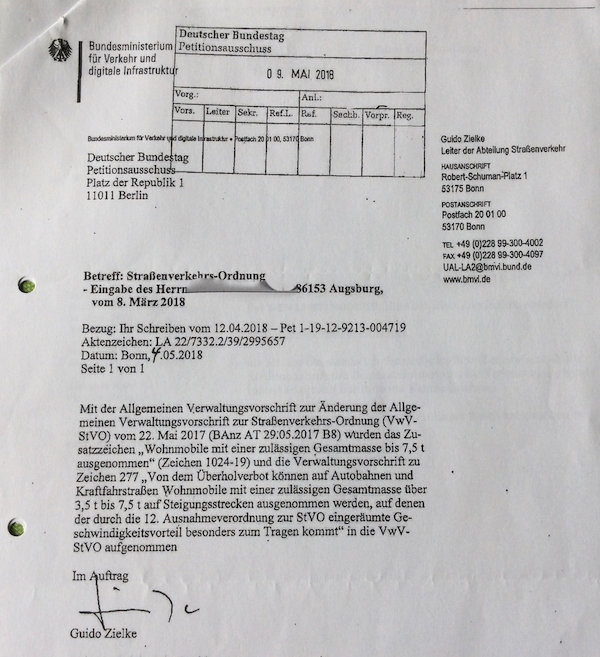 Bundesministerium
für Verkehr und
digitale Infrastruktur
Deutscher Bundestag
Petitionsausschuss
09. MAI 2018
Vorg.: Anl.:
Vors. Leiter Sekr. Ref.L. Ref. Sachb. Vorpr. Reg.
Bundesministerium für Verkehr und digitale Infrastruktur • Postfach 20 01 00, 53170 Bonn
Deutscher Bundestag
Petitionsausschuss
Platz der Republik 1
11011 Berlin
Guido Zielke
Leiter der Abteilung Straßenverkehr
HAUSANSCHRIFT
Robert-Schuman-Platz 1
53175 Bonn
POSTANSCHRIFT
Postfach 20 01 00
53170 Bonn
TEL +49 (0)228 99-300-4002
FAX +49 (0)228 99-300-4097
UAL-LA2@bmvi.bund.de
www.bmvi.de
Betreff: Straßenverkehrs-Ordnung
- Eingabe des Herrn 86153 Augsburg,
vom 8. März 2018
Bezug: Ihr Schreiben vom 12.04.2018 – Pet 1-19-12-9213-004719
Aktenzeichen: LA 22/7332.2/39/2995657
Datum: Bonn, 4.05.2018
Seite 1 von 1
Mit der Allgemeinen Verwaltungsvorschrift zur Änderung der Allge-
meinen Verwaltungsvorschrift zur Straßenverkehrs-Ordnung (VwV-
StVO) vom 22. Mai 2017 (BAnz AT 29.05.2017 B8) wurden das Zu-
satzzeichen „Wohnmobile mit einer zulässigen Gesamtmasse bis 7,5 t
ausgenommen“ (Zeichen 1024-19) und die Verwaltungsvorschrift zu
Zeichen 277 „Von dem Überholverbot können auf Autobahnen und
Kraftfahrstraßen Wohnmobile mit einer zulässigen Gesamtmasse über
3,5 t bis 7,5 t auf Steigungsstrecken ausgenommen werden, auf denen
der durch die 12. Ausnahmeverordnung zur StVO eingeräumte Ge-
schwindigkeitsvorteil besonders zum Tragen kommt“ in die VwV-
StVO aufgenommen
Im Auftrag
Guido Zielke